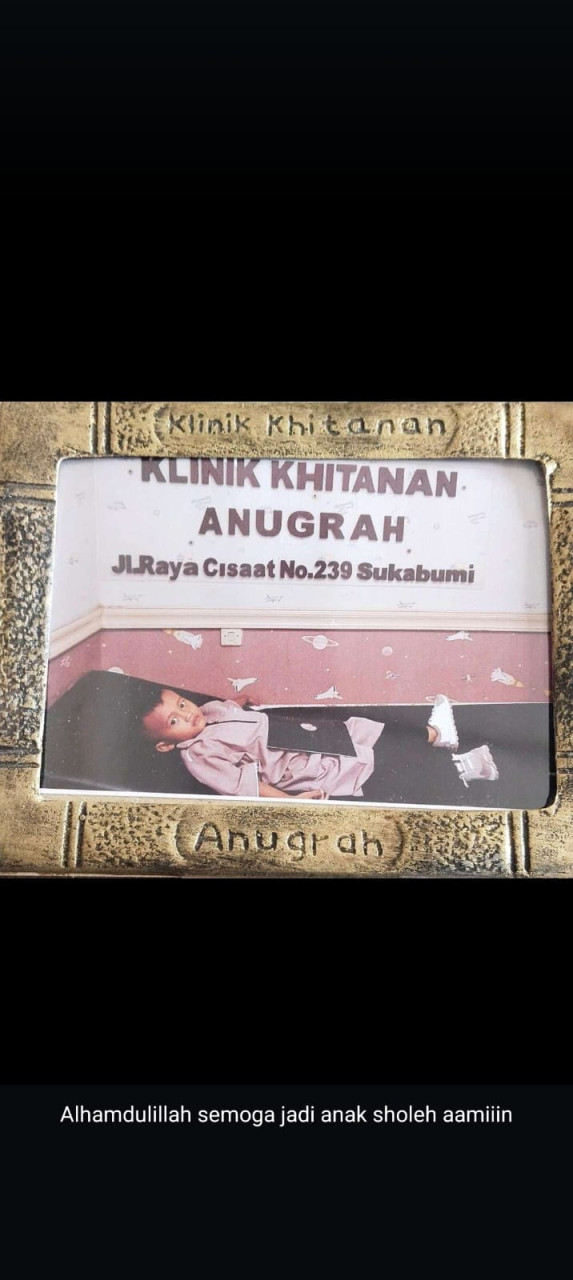 Klinik Khitanan
KLINIK KHITANAN
ANUGRAH
Jl.Raya Cisaat No.239 Sukabumi
Anugrah
Alhamdulillah semoga jadi anak sholeh aamiiin